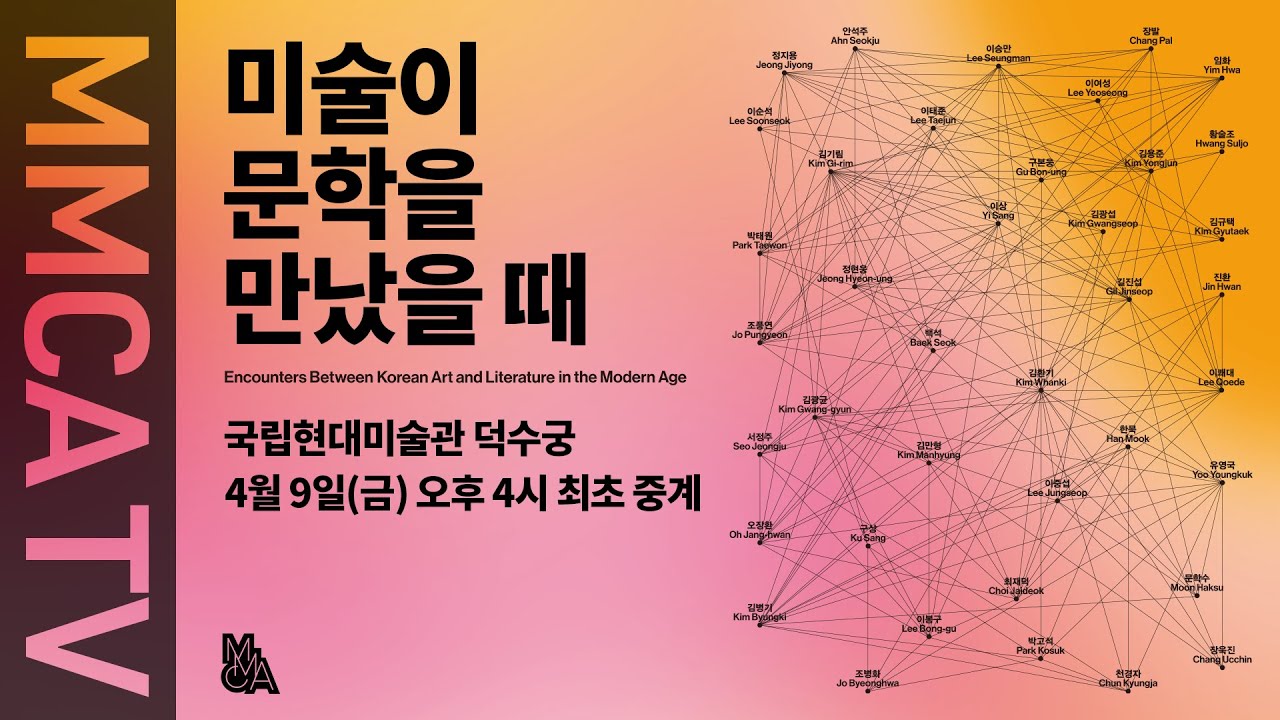 MMCA TV
미술이
문학을
만났을 때
Encounters Between Korean Art and Literature in the Modern Age
국립현대미술관 덕수궁
4월 9일(금) 오후 4시 최초 중계
MMCA
안석주
Ahn Seokju
장발
Chang Pal
이승만
Lee Seungman
정지용
Jeong Jiyong
임화
Yim Hwa
이여성
Lee Yeoseong
이순석
Lee Soonseok
이태준
Lee Taejun
황술조
Hwang Suljo
김기림
Kim Gi-rim
구본웅
Gu Bon-ung
김용준
Kim Yongjun
이상
Yi Sang
김광섭
Kim Gwangseop
김규택
Kim Gyutaek
박태원
Park Taewon
정현웅
Jeong Hyeon-ung
길진섭
Gil Jinseop
진환
Jin Hwan
조풍연
Jo Pungyeon
백석
Baek Seok
김환기
Kim Whanki
이쾌대
Lee Qoede
김광균
Kim Gwang-gyun
서정주
Seo Jeongju
김만형
Kim Manhyung
한묵
Han Mook
유영국
Yoo Youngkuk
이중섭
Lee Jungseop
오장환
Oh Jang-hwan
구상
Ku Sang
최재덕
Choi Jaideok
문학수
Moon Haksu
김병기
Kim Byungki
이봉구
Lee Bong-gu
박고석
Park Kosuk
장욱진
Chang Ucchin
조병화
Jo Byeonghwa
천경자
Chun Kyungja